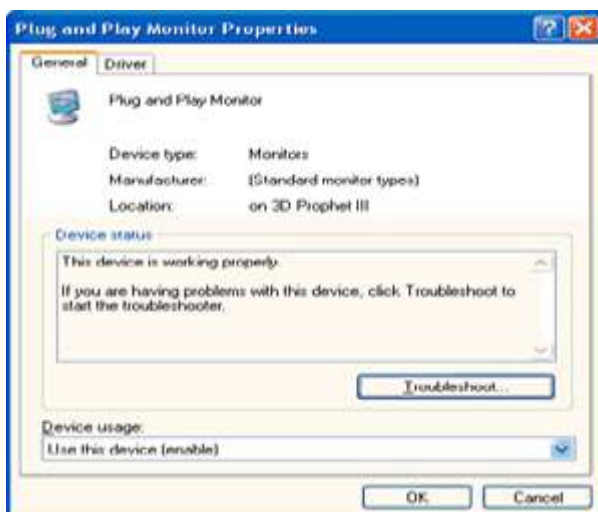 Plug and Play Monitor Properties
General Driver
Plug and Play Monitor
Device type: Monitors
Manufacturer: (Standard monitor types)
Location: on 3D Prophet III
Device status
This device is working properly.
If you are having problems with this device, click Troubleshoot to
start the troubleshooter.
Troubleshoot...
Device usage:
Use this device (enable)
OK Cancel